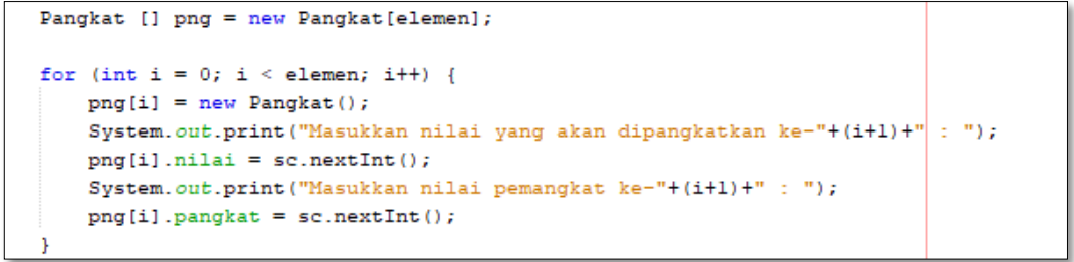 Pangkat [] png = new Pangkat[elemen];
for (int i = 0; i < elemen; i++) {
png[i] = new Pangkat();
System.out.print("Masukkan nilai yang akan dipangkatkan ke-"+(i+1)+" : ");
png[i].nilai = sc.nextInt();
System.out.print("Masukkan nilai pemangkat ke-"+(i+1)+" : ");
png[i].pangkat = sc.nextInt();
}